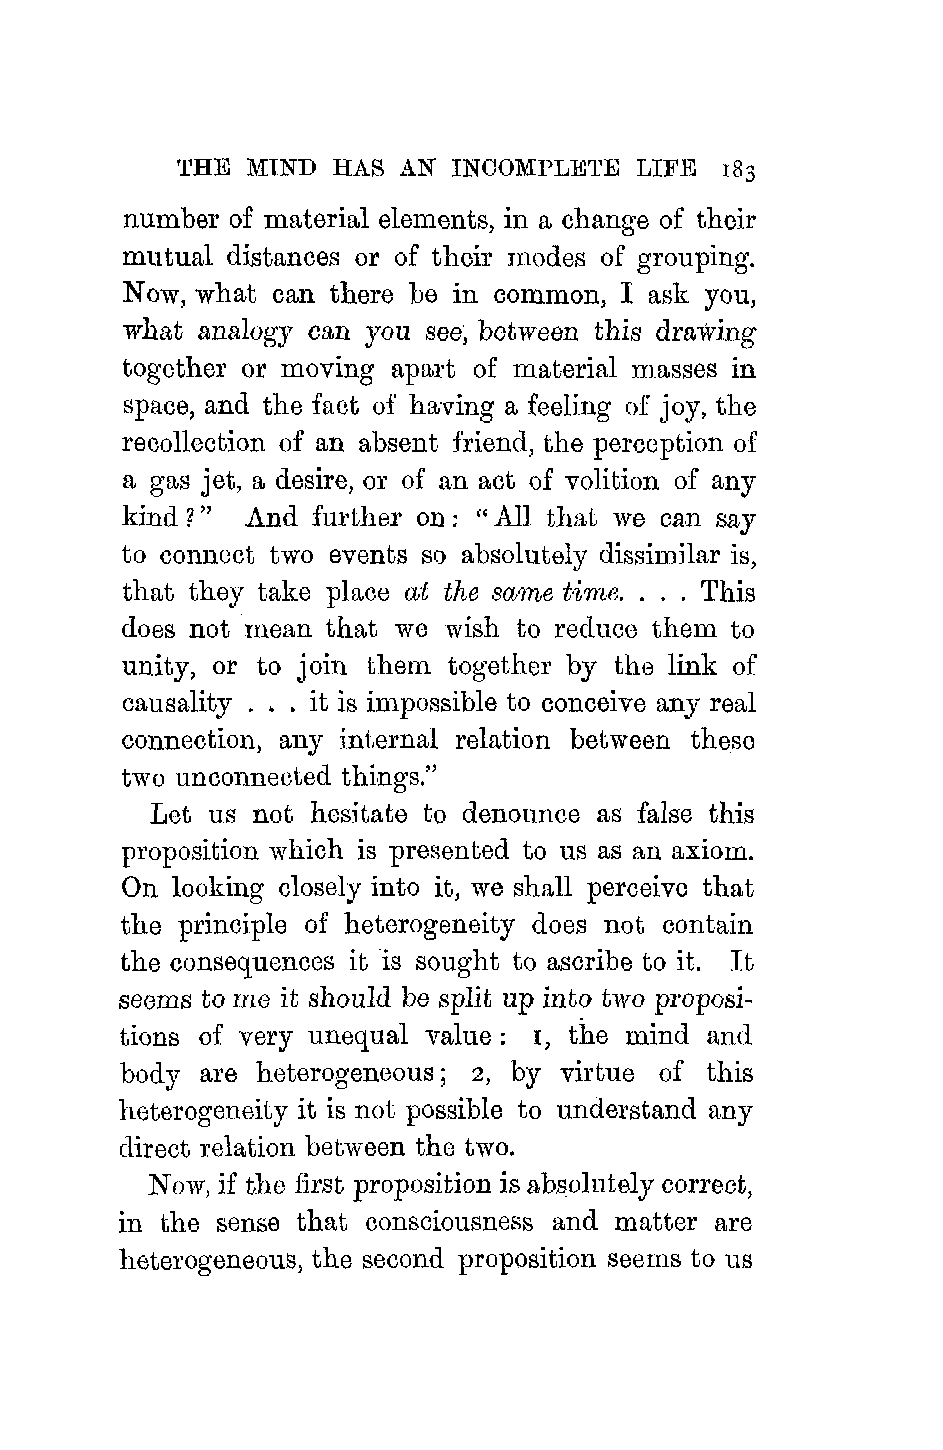 THE MIND HAS AN INCOMPLETE LIFE 183
number of material elements, in a change of their
mutual distances or of their modes of grouping.
Now, what can there be in common, I ask you,
what analogy can you see, between this drawing
together or moving apart of material masses in
space, and the fact of having a feeling of joy, the
recollection of an absent friend, the perception of
a gas jet, a desire, or of an act of volition of any
kind?" And further on: "All that we can say
to connect two events so absolutely dissimilar is,
that they take place at the same time. . . . This
does not mean that we wish to reduce them to
unity, or to join them together by the link of
causality . . . it is impossible to conceive any real
connection, any internal relation between these
two unconnected things."
Let us not hesitate to denounce as false this
proposition which is presented to us as an axiom.
On looking closely into it, we shall perceive that
the principle of heterogeneity does not contain
the consequences it is sought to ascribe to it. It
seems to me it should be split up into two proposi-
tions of very unequal value: 1, the mind and
body are heterogeneous; 2, by virtue of this
heterogeneity it is not possible to understand any
direct relation between the two.
Now, if the first proposition is absolutely correct,
in the sense that consciousness and matter are
heterogeneous, the second proposition seems to us